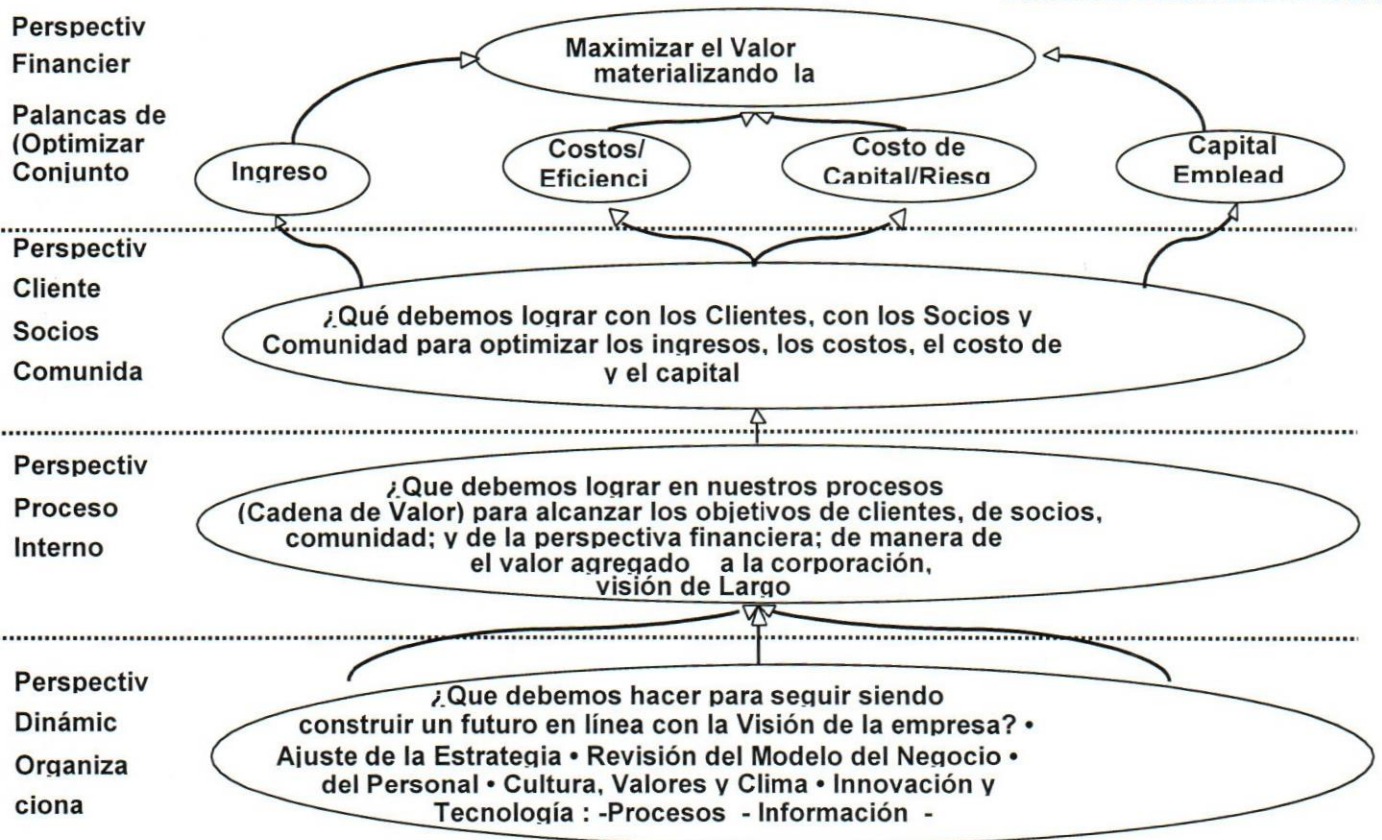 Perspectiv
Financier
Maximizar el Valor
materializando la
Palancas de
(Optimizar
Conjunto
Ingreso
Costos/
Eficienci
Costo de
Capital/Riesg
Capital
Emplead
Perspectiv
Cliente
Socios
Comunida
¿Qué debemos lograr con los Clientes, con los Socios y
Comunidad para optimizar los ingresos, los costos, el costo de
y el capital
Perspectiv
Proceso
Interno
¿Que debemos lograr en nuestros procesos
(Cadena de Valor) para alcanzar los objetivos de clientes, de socios,
comunidad; y de la perspectiva financiera; de manera de
el valor agregado a la corporación,
visión de Largo
Perspectiv
Dinámic
Organiza
ciona
¿Que debemos hacer para seguir siendo
construir un futuro en línea con la Visión de la empresa? •
Ajuste de la Estrategia • Revisión del Modelo del Negocio •
del Personal • Cultura, Valores y Clima • Innovación y
Tecnología : -Procesos - Información -